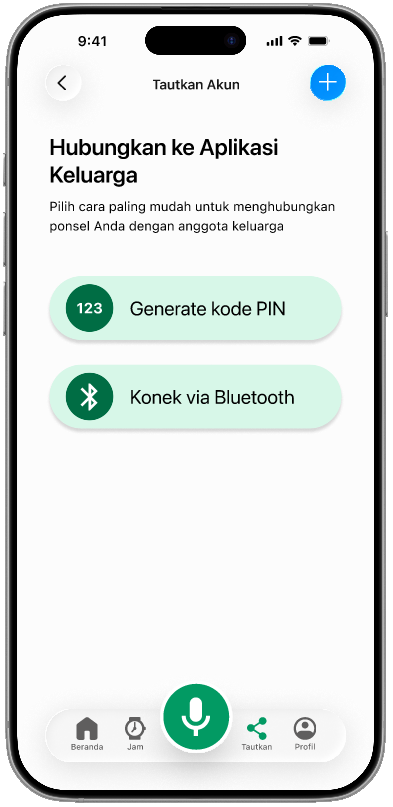 9:41
Tautkan Akun
Hubungkan ke Aplikasi
Keluarga
Pilih cara paling mudah untuk menghubungkan
ponsel Anda dengan anggota keluarga
123 Generate kode PIN
Konek via Bluetooth
Beranda Jam Tautkan Profil